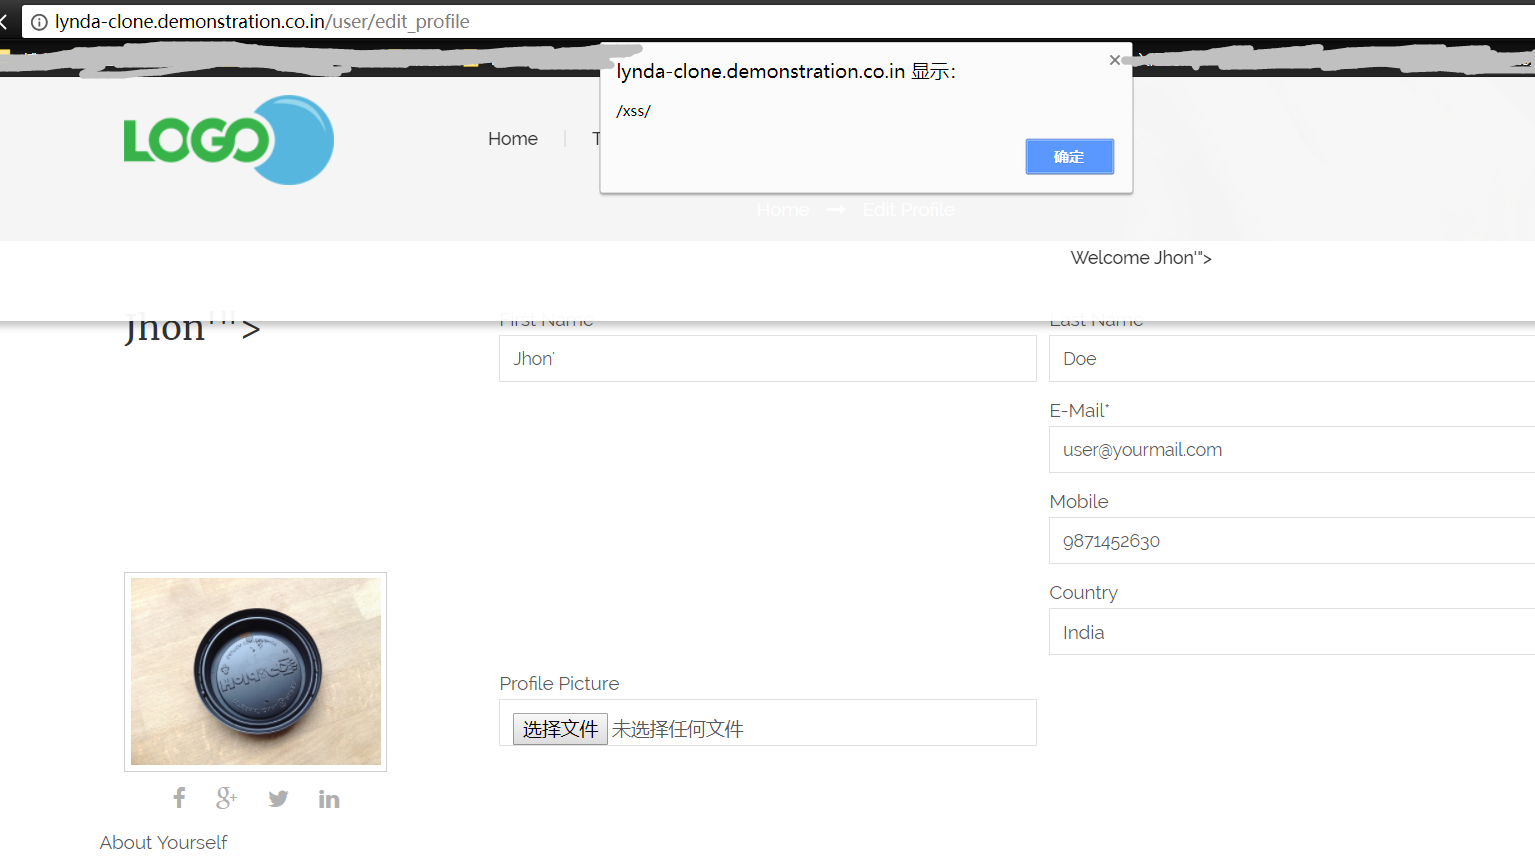 lynda-clone.demonstration.co.in/user/edit_profile
lynda-clone.demonstration.co.in 显示：
/xss/
确定
LOGO
Home
Home → Edit Profile
Welcome Jhon'">
Jhon'">
First Name
Last Name
Jhon'
Doe
E-Mail*
user@yourmail.com
Mobile
9871452630
Country
India
Profile Picture
选择文件 未选择任何文件
About Yourself